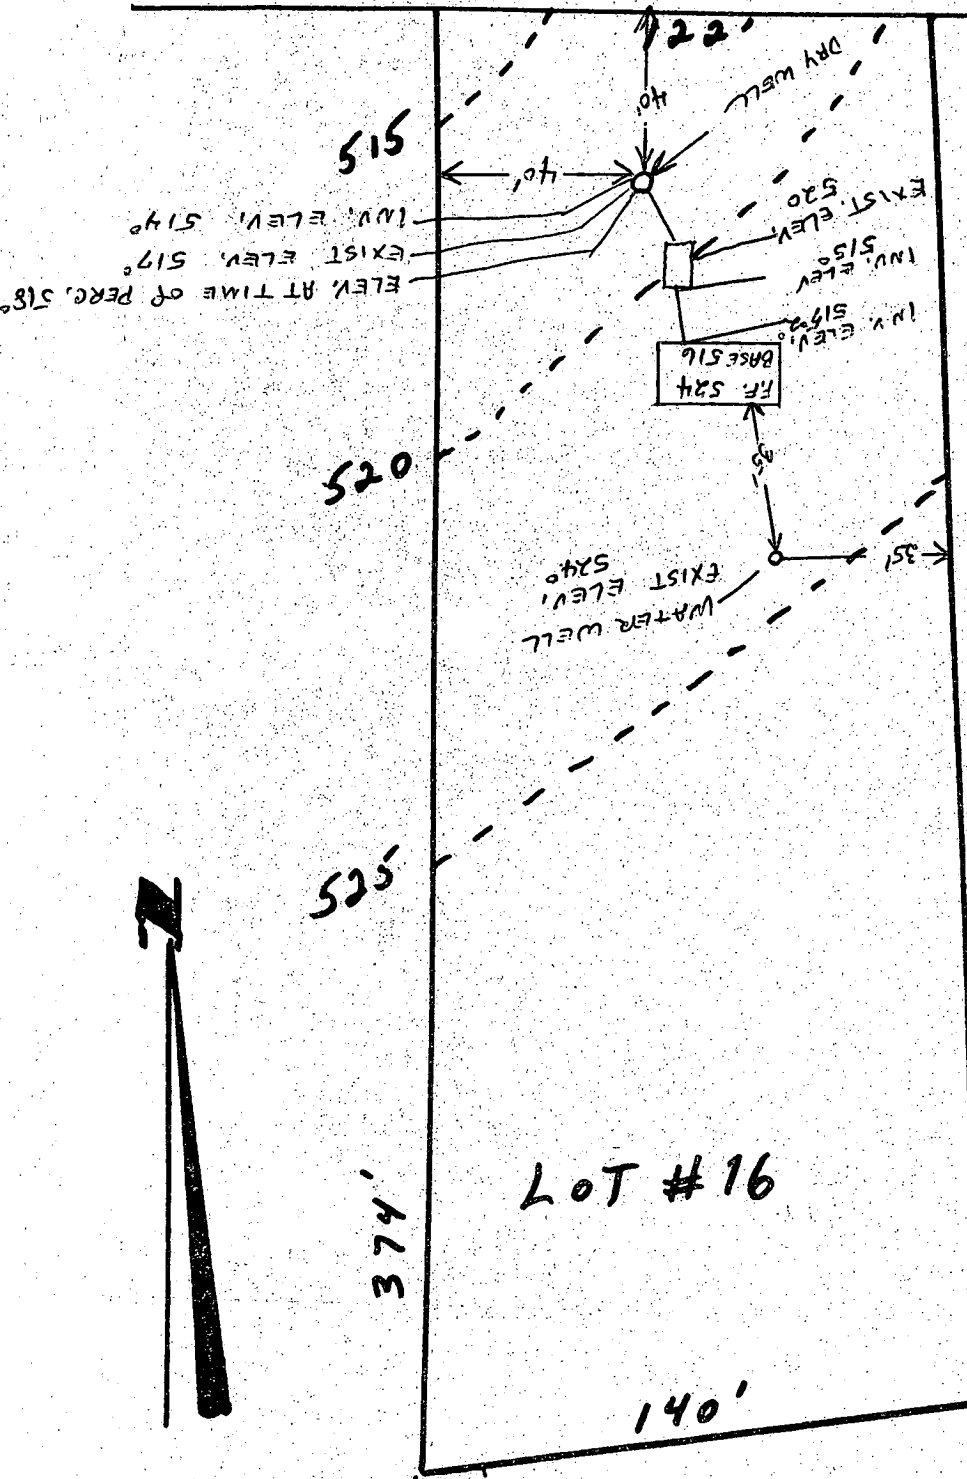 122'
DRY WELL
40'
515
40'
INV. ELEV. 514°
EXIST ELEV. 517°
ELEV. AT TIME OF PERC. 518°
EXIST. ELEV.
520
INV. ELEV
515°
INV. ELEV.
BASE 516
F.F. 524
520
35'
35'
WATER WELL
EXIST ELEV.
524°
525
N
374'
LOT #16
140'